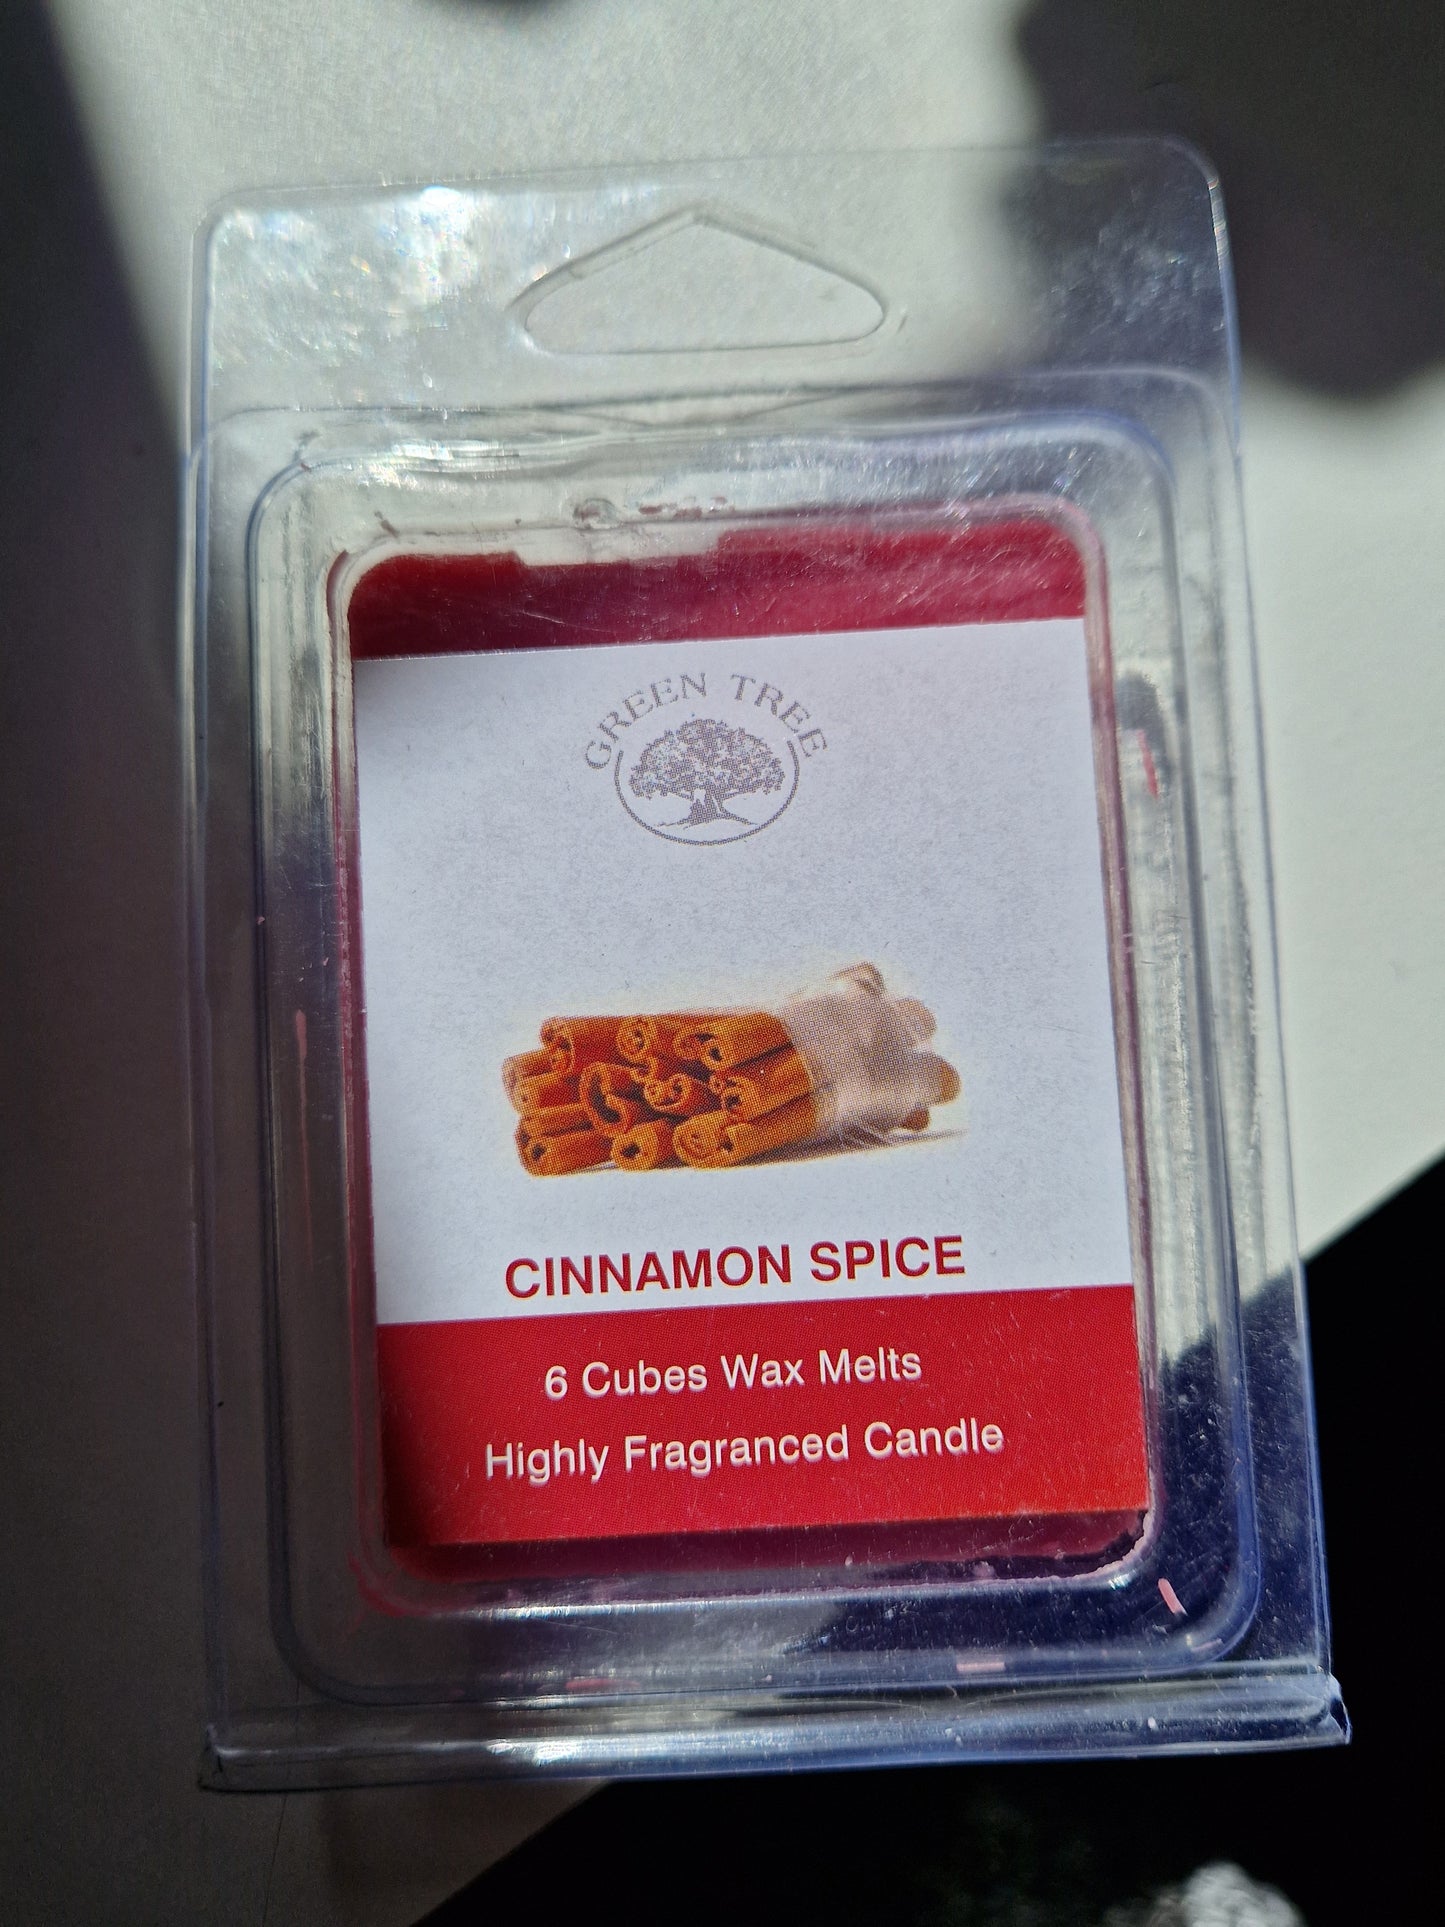 GREEN TREE
CINNAMON SPICE
6 Cubes Wax Melts
Highly Fragranced Candle